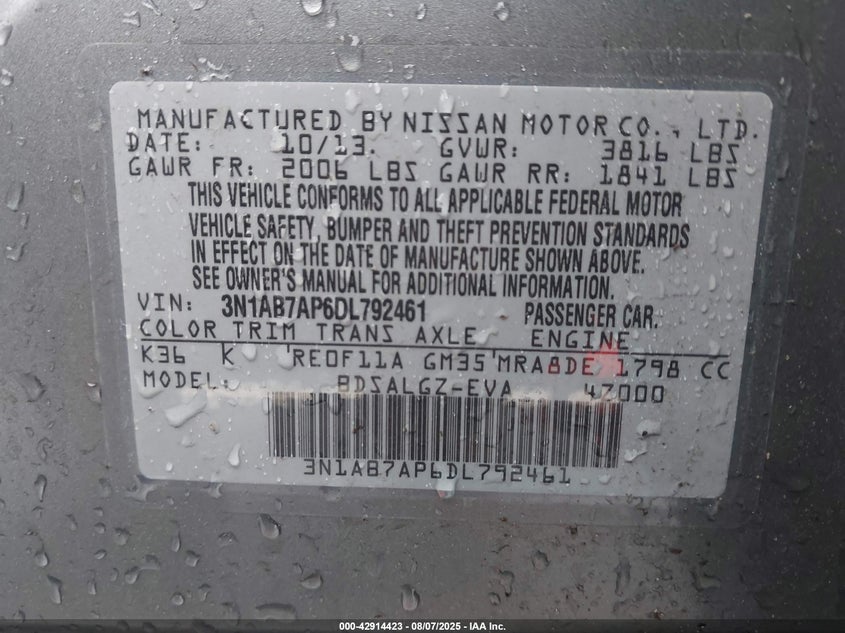 MANUFACTURED BY NISSAN MOTOR CO., LTD.
DATE: 10/13. GVWR: 3816 LBS
GAWR FR: 2006 LBS GAWR RR: 1841 LBS
THIS VEHICLE CONFORMS TO ALL APPLICABLE FEDERAL MOTOR
VEHICLE SAFETY, BUMPER AND THEFT PREVENTION STANDARDS
IN EFFECT ON THE DATE OF MANUFACTURE SHOWN ABOVE.
SEE OWNER'S MANUAL FOR ADDITIONAL INFORMATION.
VIN: 3N1AB7AP6DL792461 PASSENGER CAR.
COLOR TRIM TRANS AXLE ENGINE
K36 K 'RE0F11A GM35'MRA8DE 1798 CC
MODEL: BDSALGZ-EVA 47000
3N1AB7AP6DL792461
000-42914423 - 08/07/2025 - IAA Inc.